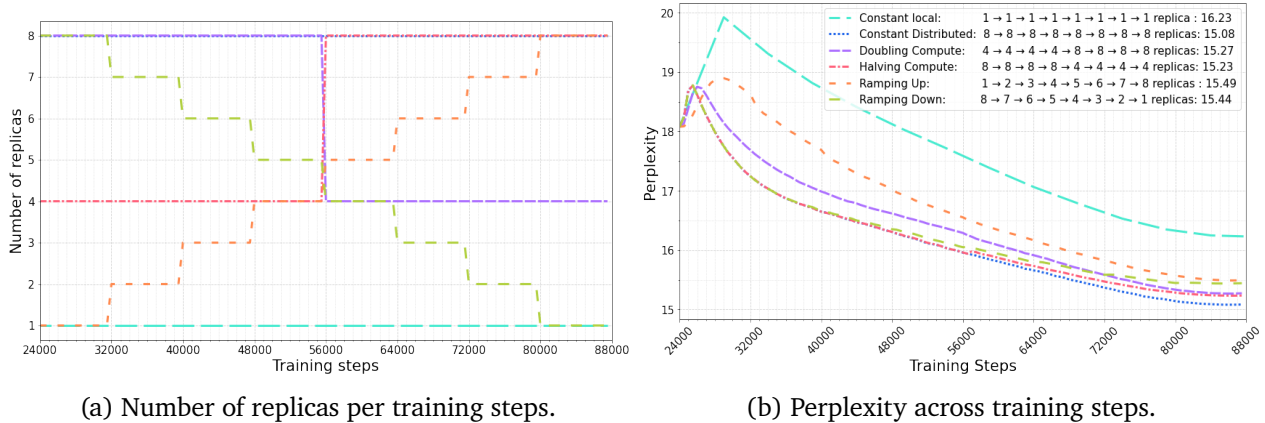 Number of replicas
8
7
6
5
4
3
2
1
24000 32000 40000 48000 56000 64000 72000 80000 88000
Training steps
(a) Number of replicas per training steps.
Perplexity
20
19
18
17
16
15
Constant local: 1 → 1 → 1 → 1 → 1 → 1 → 1 → 1 replica : 16.23
Constant Distributed: 8 → 8 → 8 → 8 → 8 → 8 → 8 → 8 replicas: 15.08
Doubling Compute: 4 → 4 → 4 → 4 → 8 → 8 → 8 → 8 replicas: 15.27
Halving Compute: 8 → 8 → 8 → 8 → 4 → 4 → 4 → 4 replicas: 15.23
Ramping Up: 1 → 2 → 3 → 4 → 5 → 6 → 7 → 8 replicas : 15.49
Ramping Down: 8 → 7 → 6 → 5 → 4 → 3 → 2 → 1 replicas: 15.44
24000 32000 40000 48000 56000 64000 72000 80000 88000
Training Steps
(b) Perplexity across training steps.